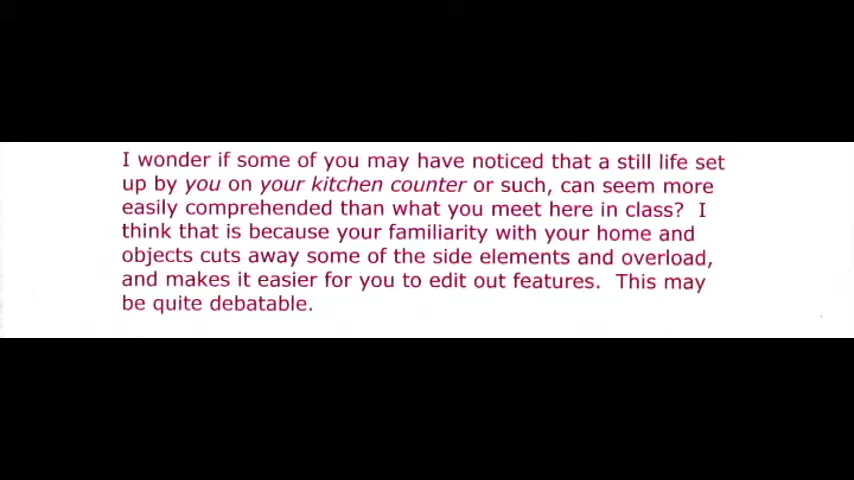 I wonder if some of you may have noticed that a still life set
up by you on your kitchen counter or such, can seem more
easily comprehended than what you meet here in class?  I
think that is because your familiarity with your home and
objects cuts away some of the side elements and overload,
and makes it easier for you to edit out features.  This may
be quite debatable.